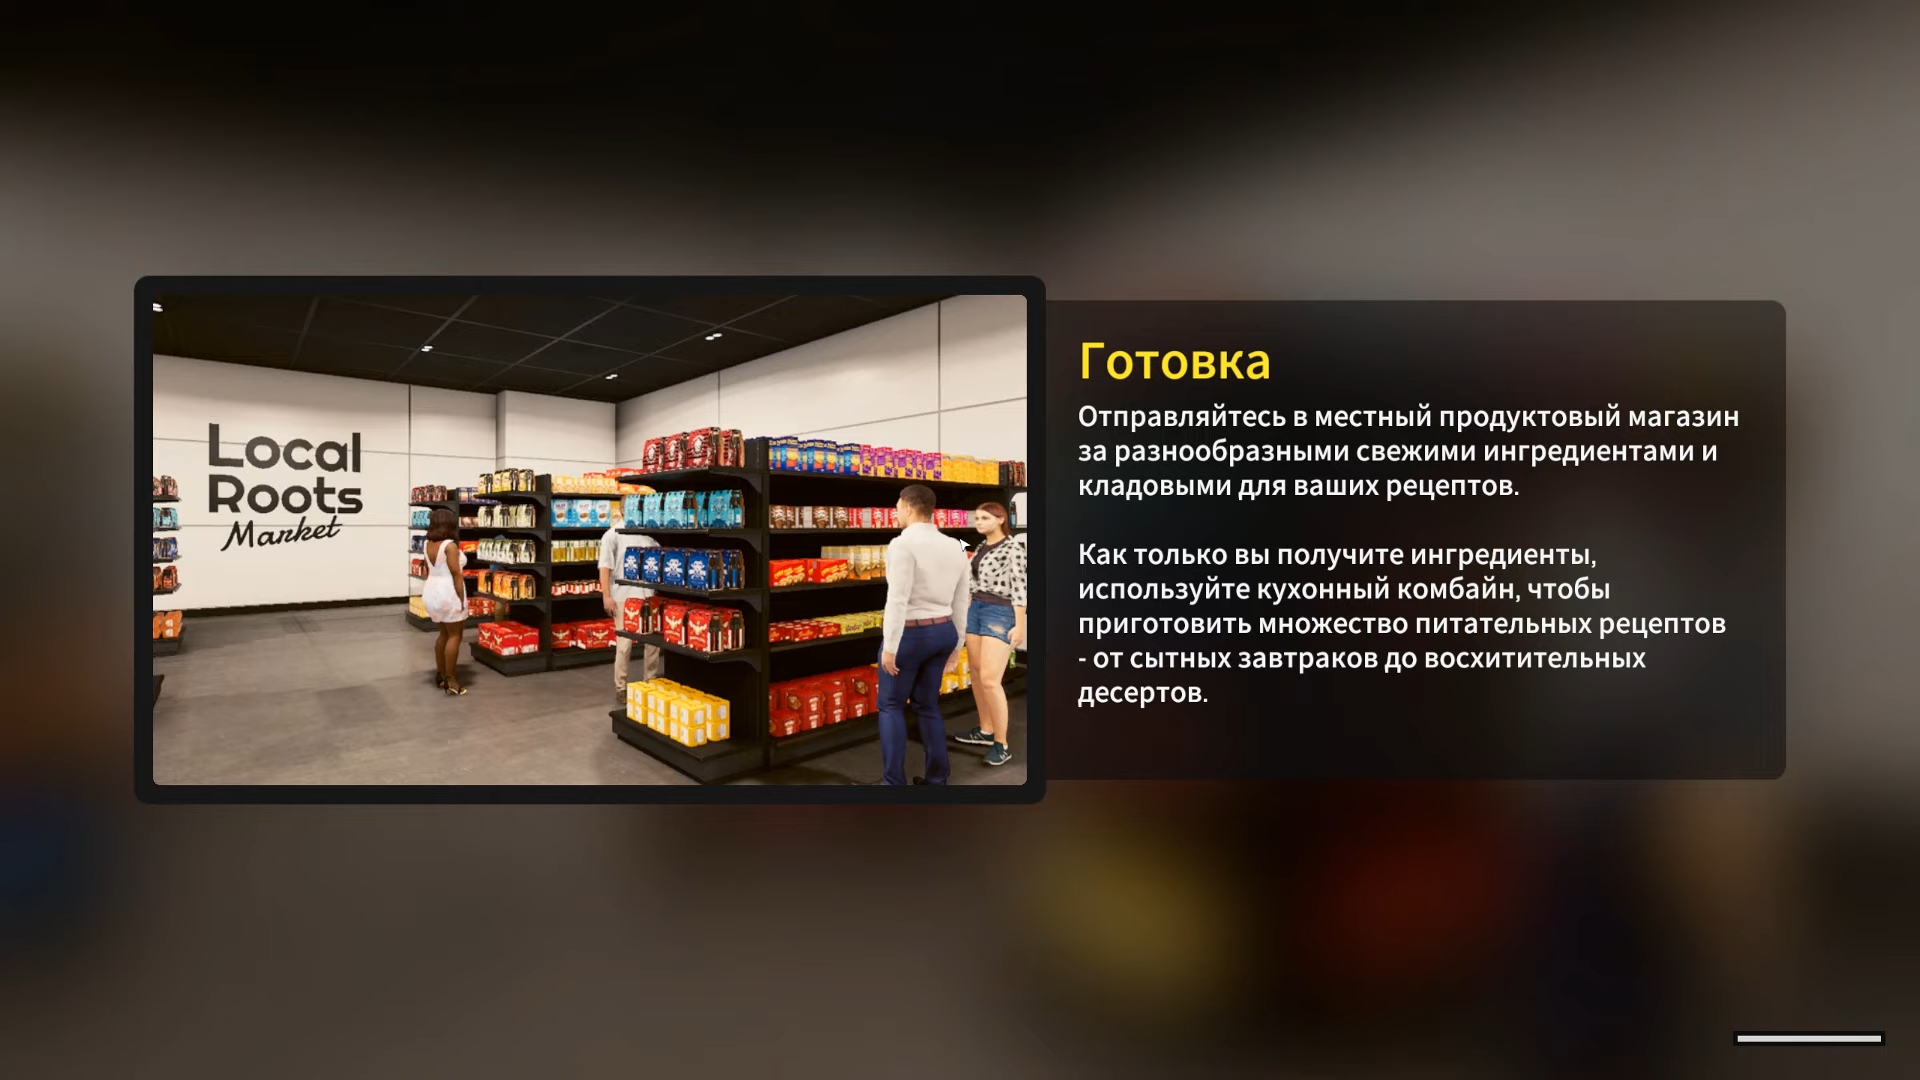 Local
Roots
Market
Готовка
Отправляйтесь в местный продуктовый магазин
за разнообразными свежими ингредиентами и
кладовыми для ваших рецептов.
Как только вы получите ингредиенты,
используйте кухонный комбайн, чтобы
приготовить множество питательных рецептов
- от сытных завтраков до восхитительных
десертов.